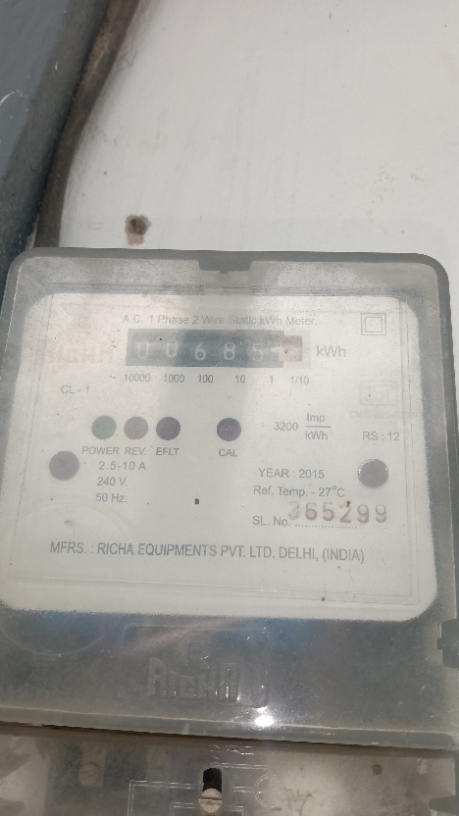 A.C. 1 Phase 2 Wire Static kWh Meter.
00685 kWh
10000 1000 100 10 1 1/10
CL - 1
3200 Imp/kWh
RS : 12
POWER REV. EFLT CAL
2.5-10 A
240 V.
50 Hz.
YEAR : 2015
Ref. Temp. - 27°C
SL. No. 365299
MFRS. : RICHA EQUIPMENTS PVT. LTD. DELHI, (INDIA)
RICHA